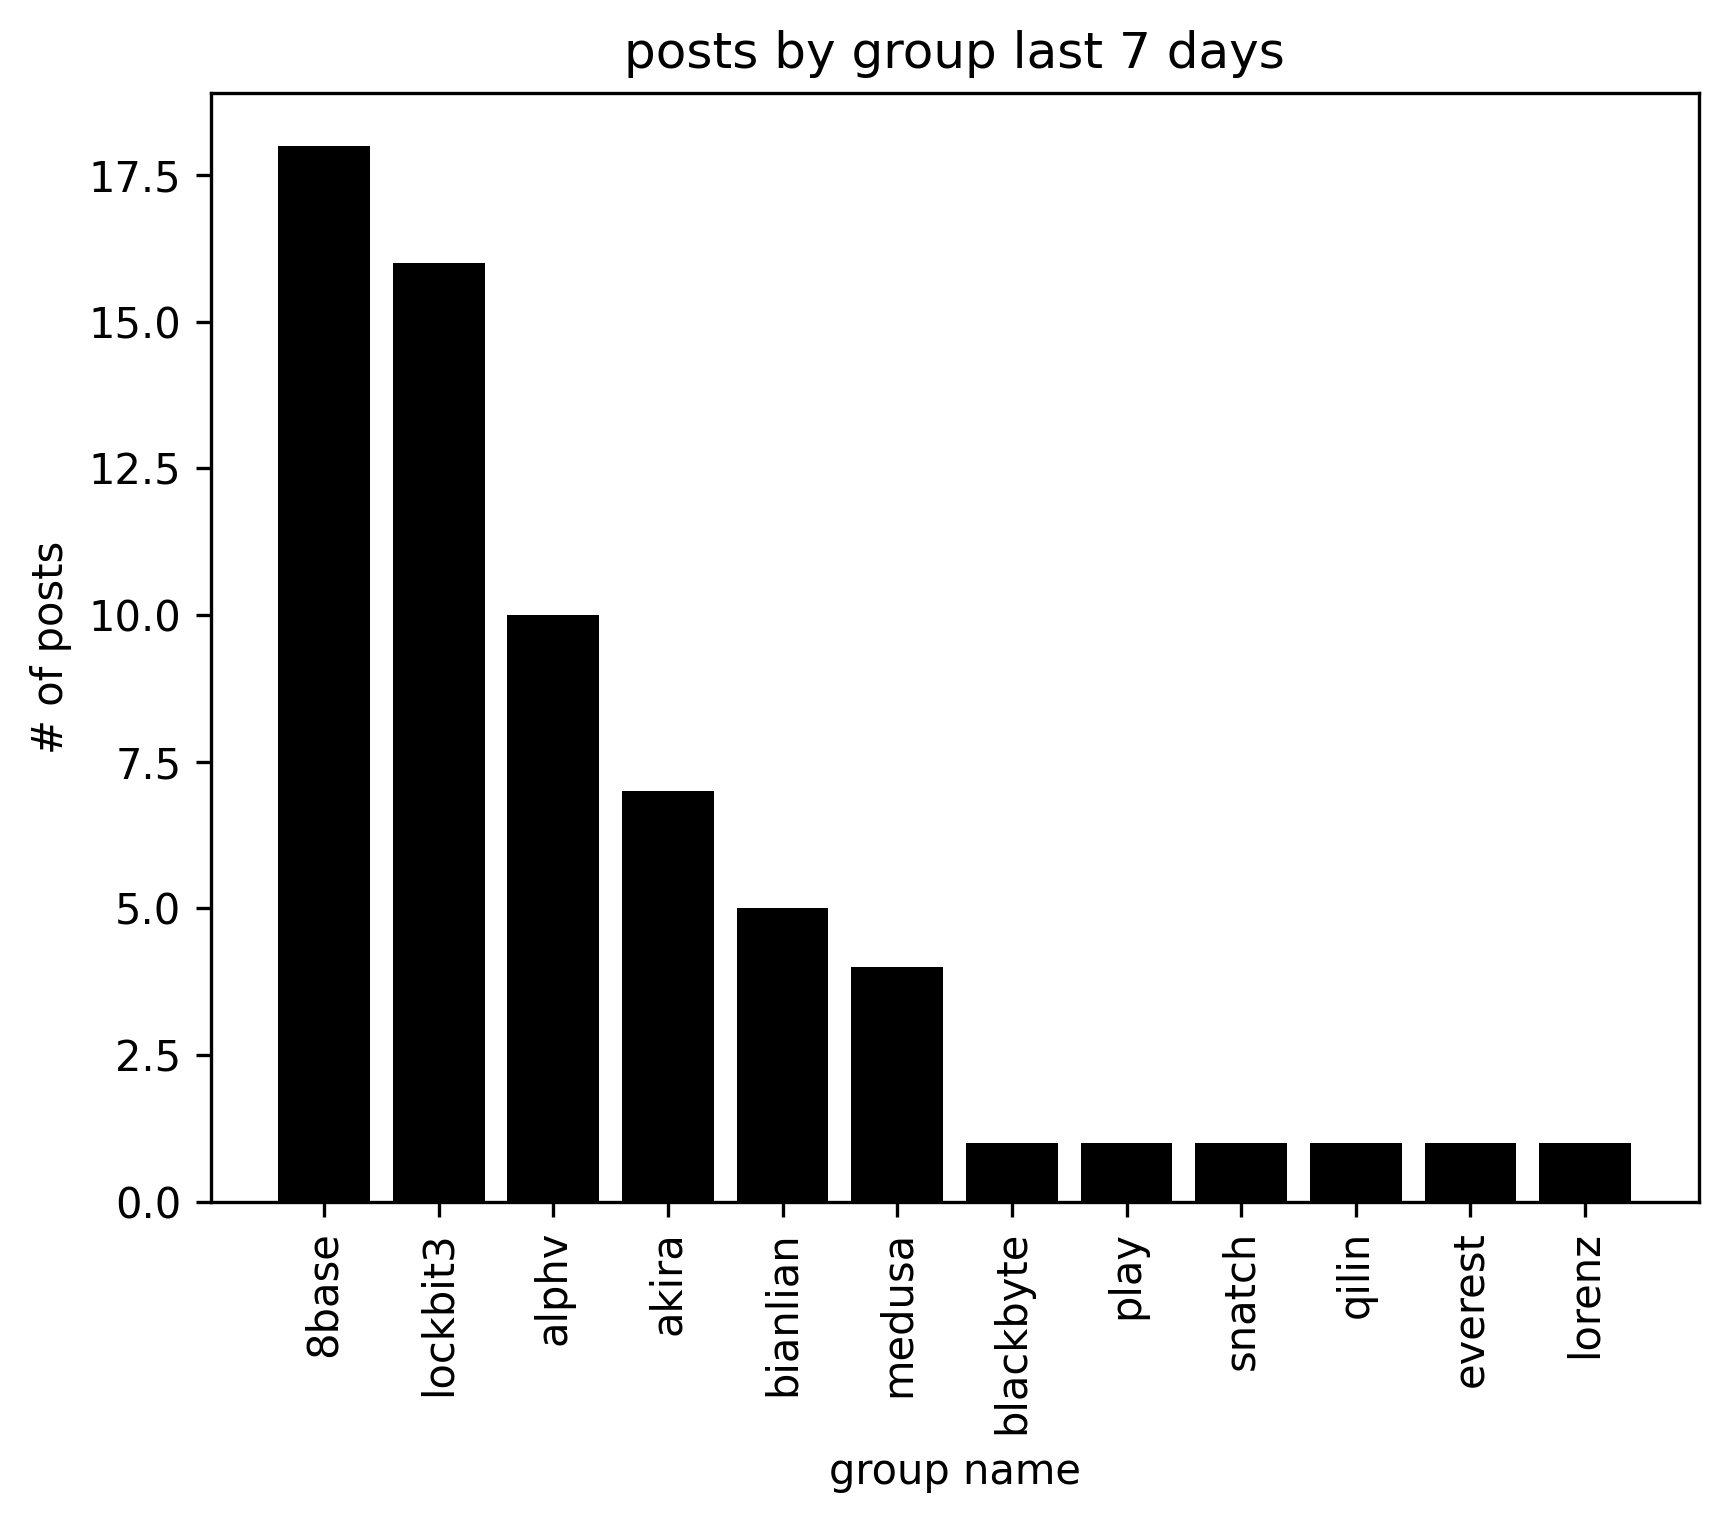 posts by group last 7 days
# of posts
17.5
15.0
12.5
10.0
7.5
5.0
2.5
0.0
8base
lockbit3
alphv
akira
bianlian
medusa
blackbyte
play
snatch
qilin
everest
lorenz
group name